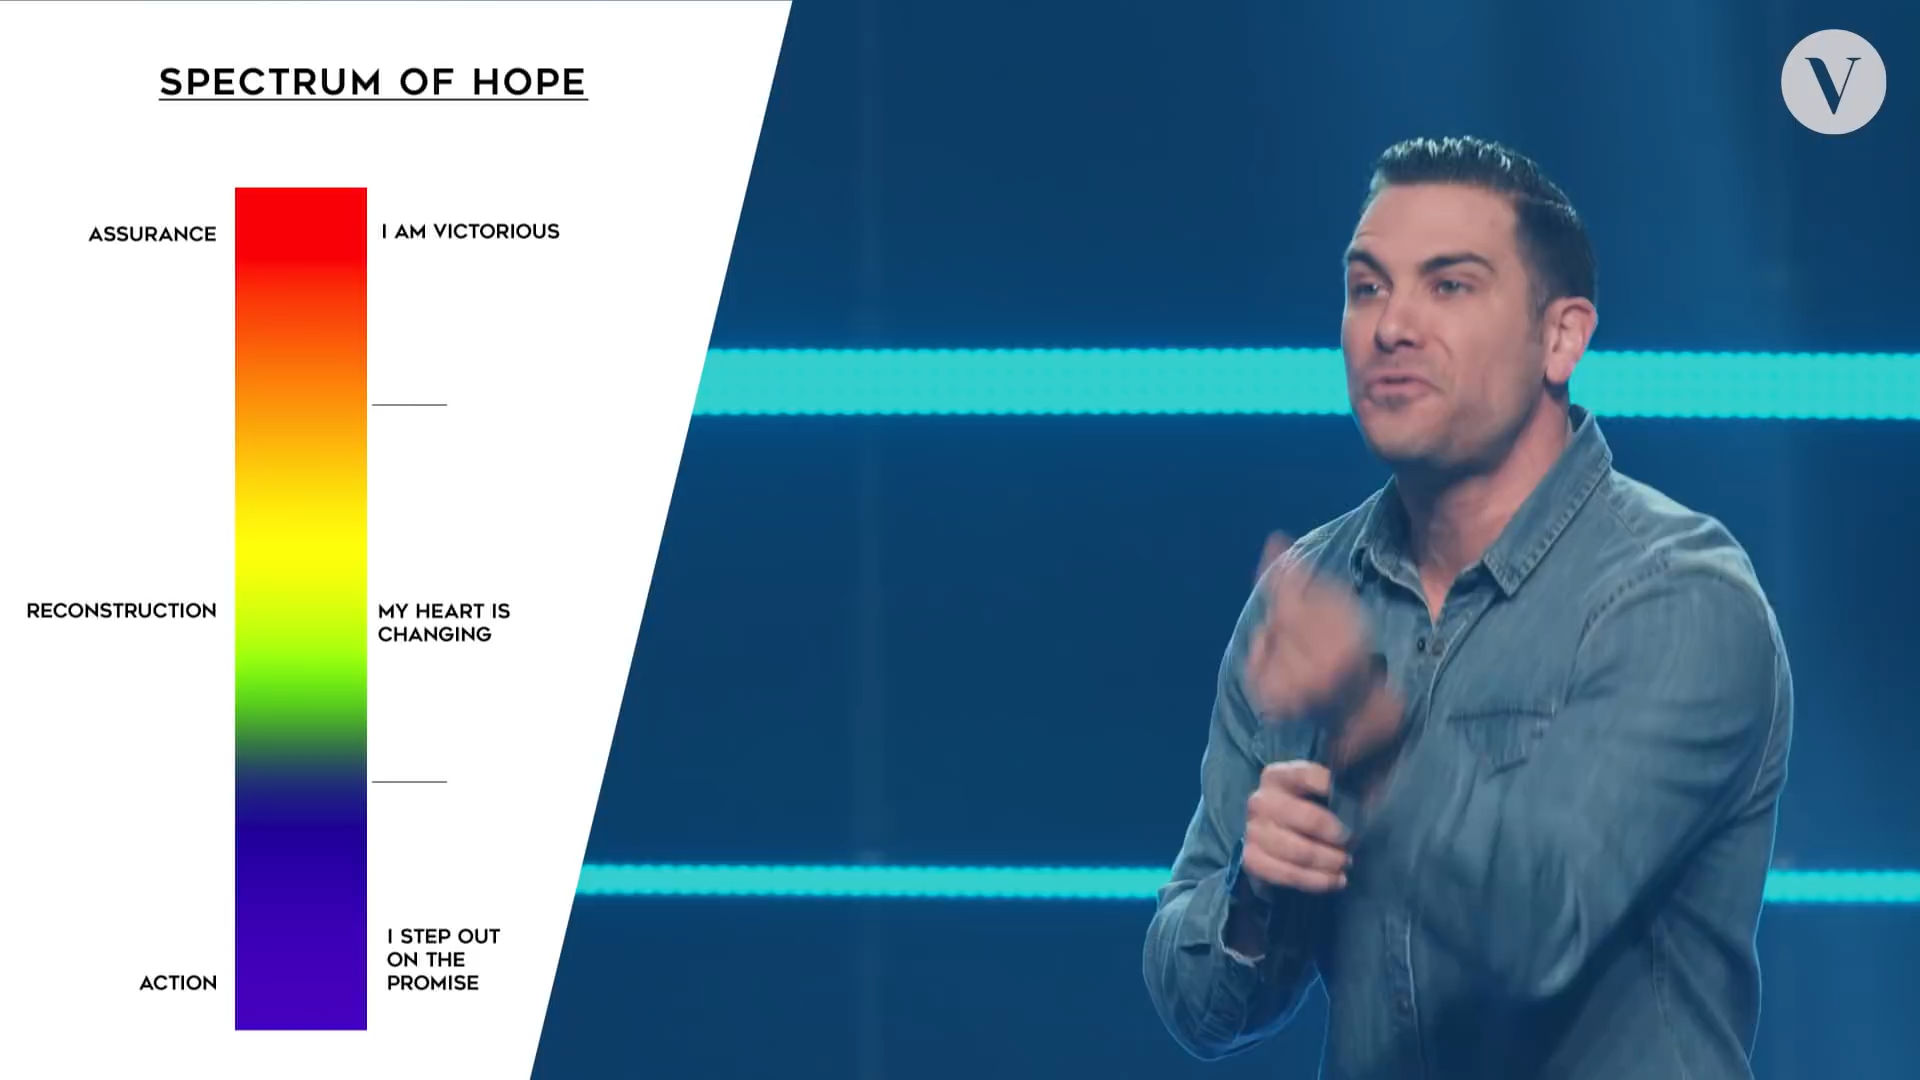 SPECTRUM OF HOPE
ASSURANCE
I AM VICTORIOUS
RECONSTRUCTION
MY HEART IS
CHANGING
I STEP OUT
ON THE
PROMISE
ACTION
V